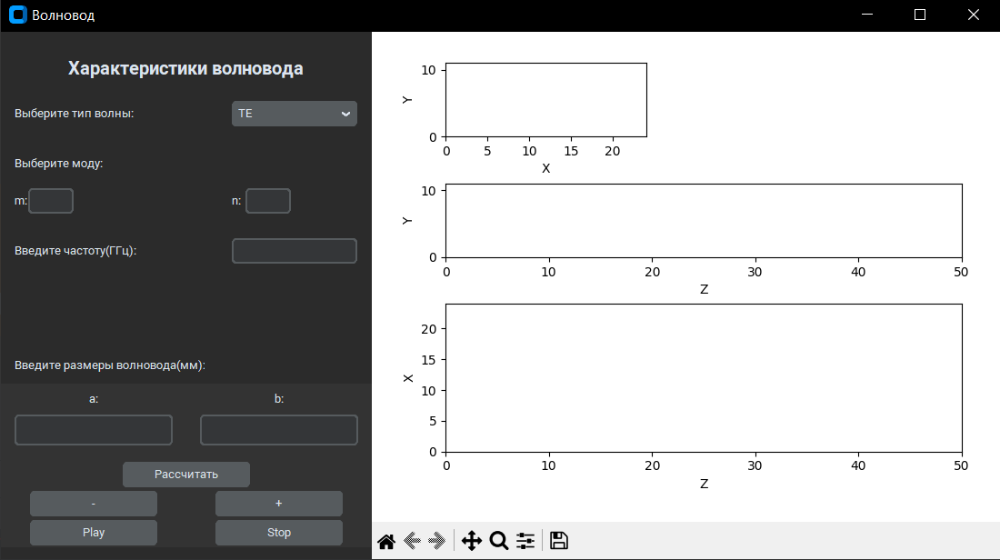 Волновод
Характеристики волновода
Выберите тип волны:
TE
Выберите моду:
m:
n:
Введите частоту(ГГц):
Введите размеры волновода(мм):
a:
b:
Рассчитать
-
+
Play
Stop
10
Y
0
0 5 10 15 20
X
10
Y
0
0 10 20 30 40 50
Z
20
15
X
10
5
0
0 10 20 30 40 50
Z